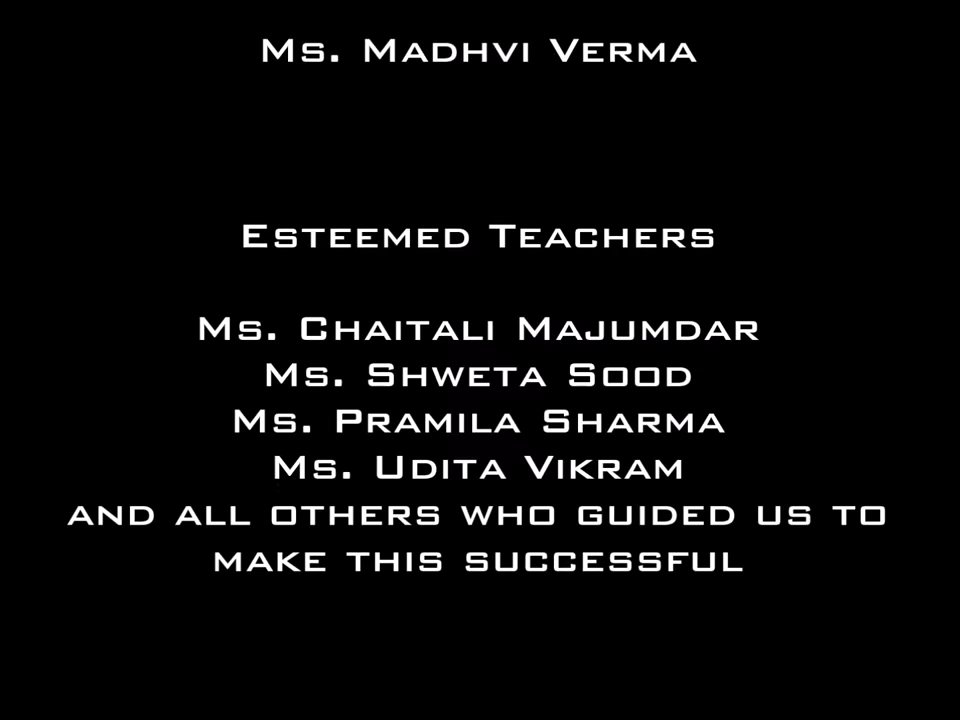 Ms. Madhvi Verma
Esteemed Teachers
Ms. Chaitali Majumdar
Ms. Shweta Sood
Ms. Pramila Sharma
Ms. Udita Vikram
and all others who guided us to
make this successful